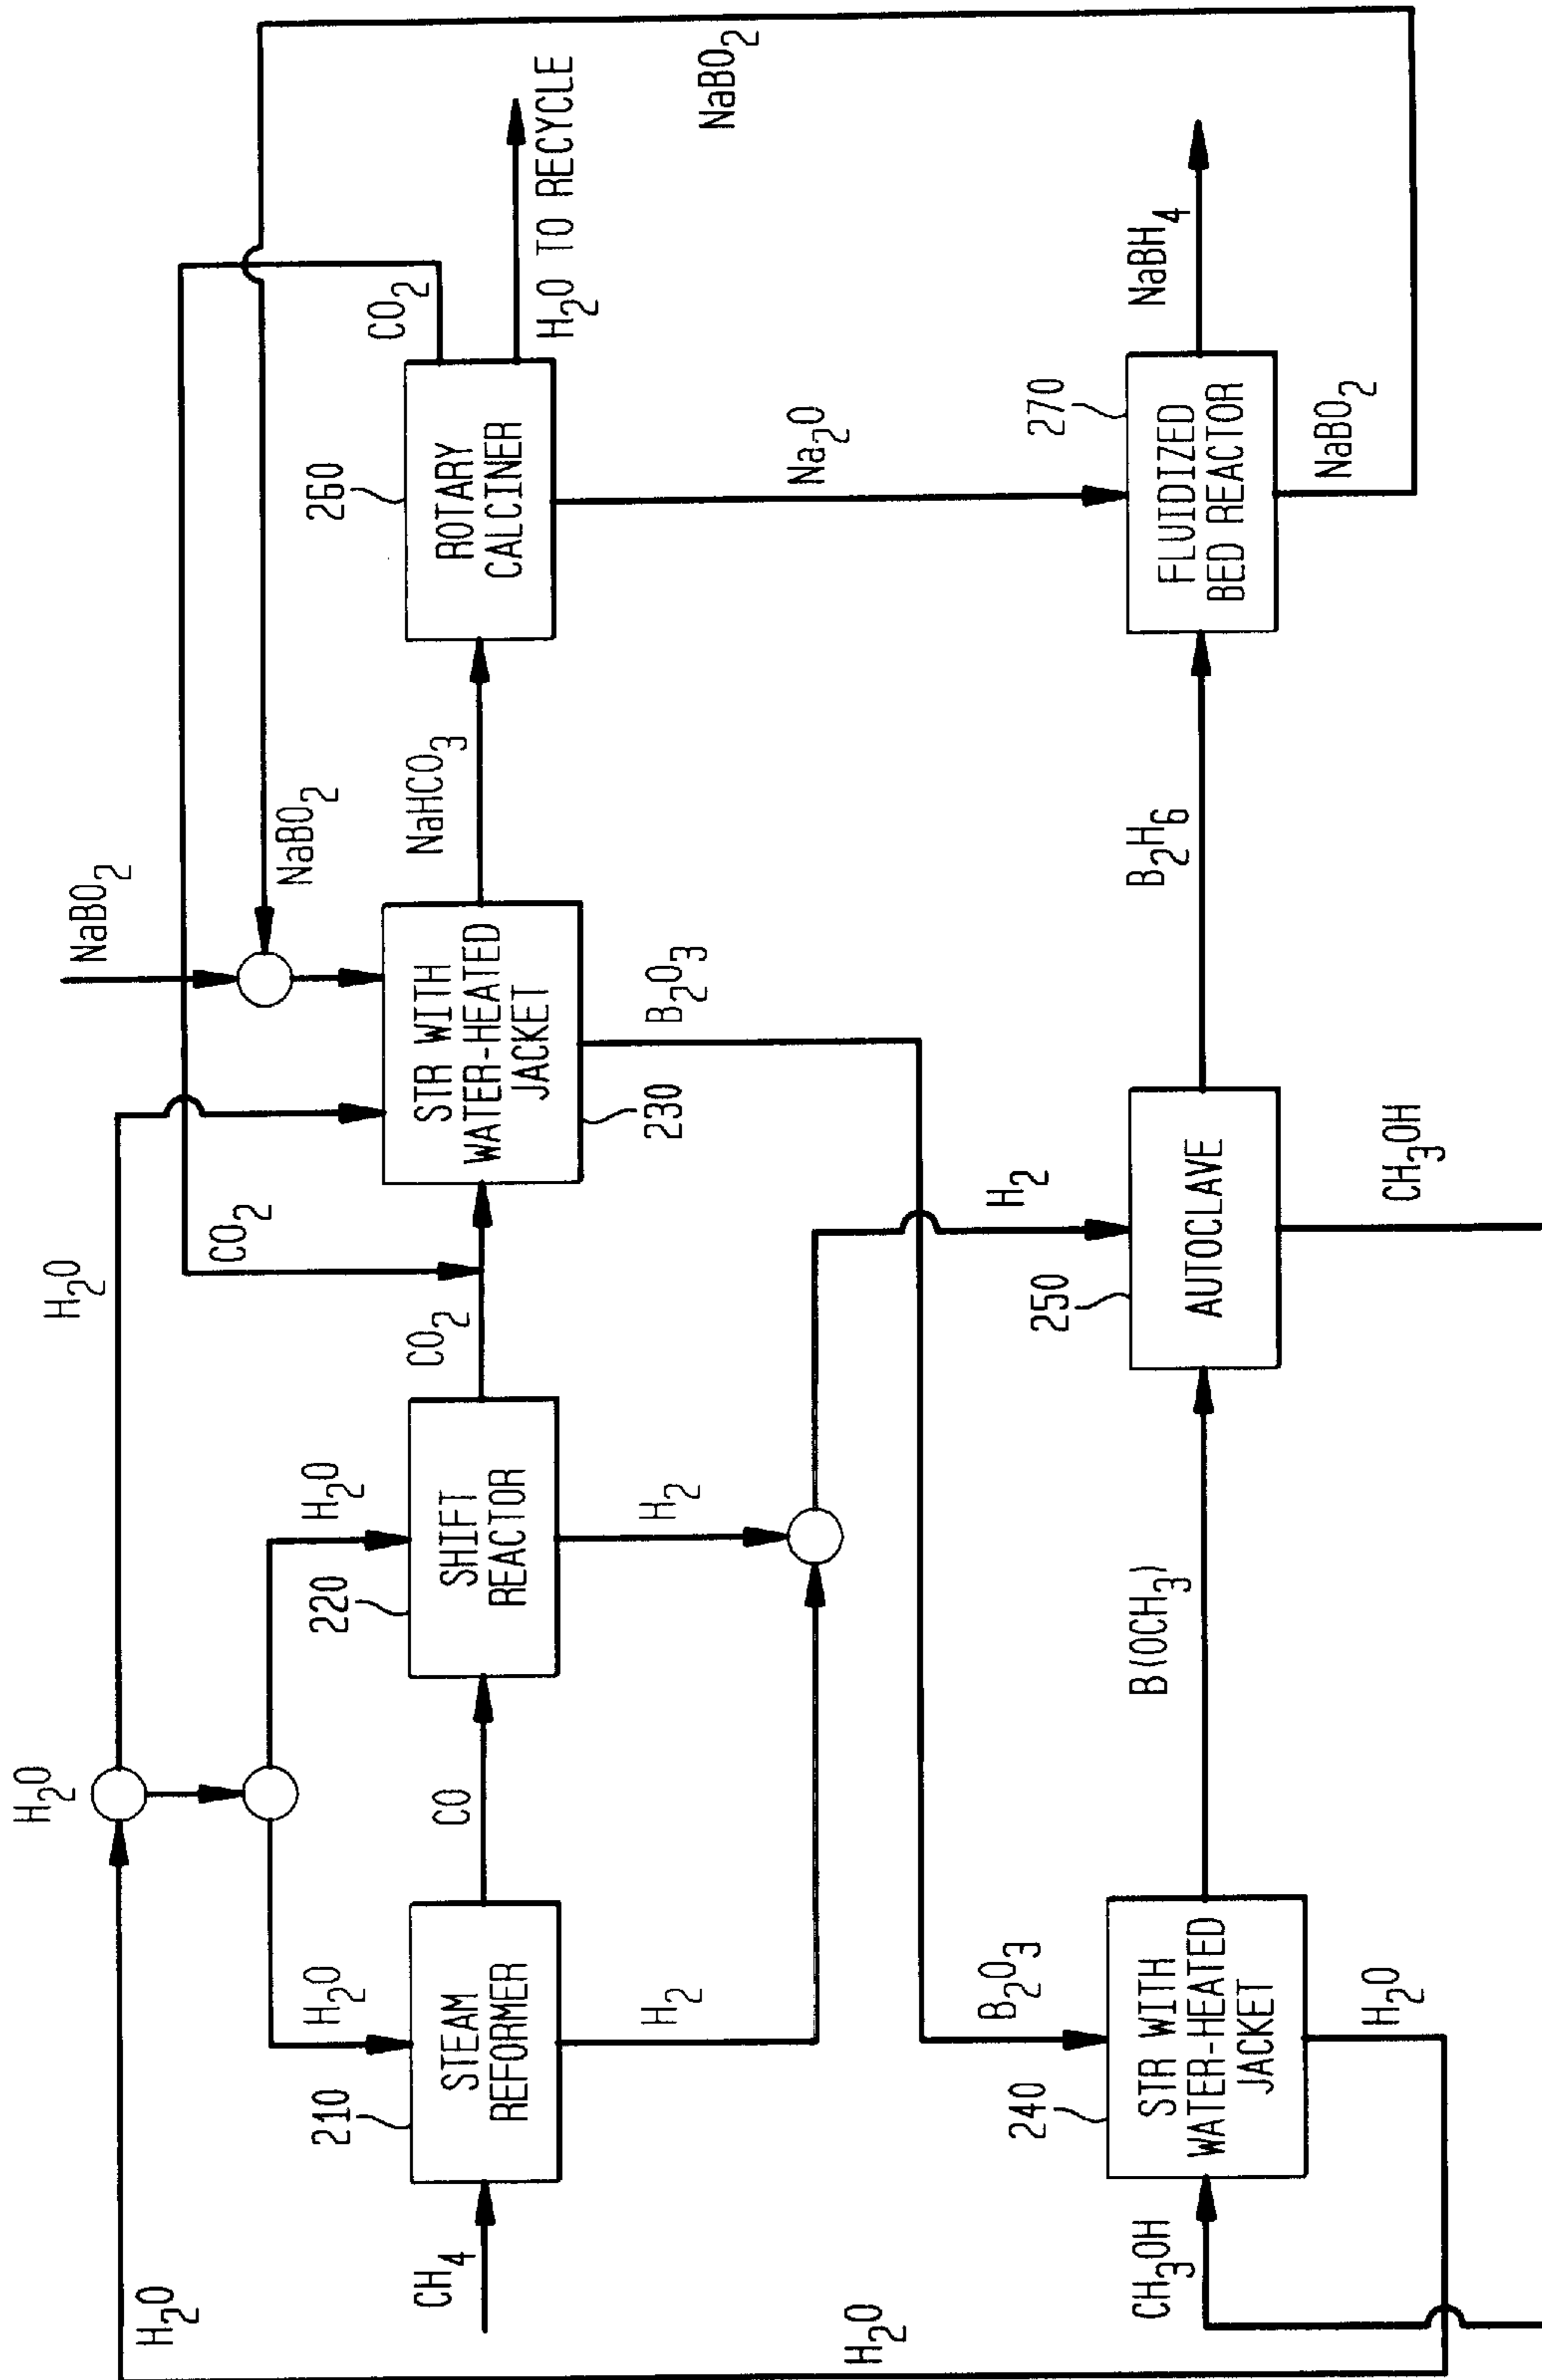 H₂O
H₂O
NaBO₂
H₂O
CO₂
NaBO₂
210
H₂O
220
H₂O
260
CO₂
CH₄
STEAM
REFORMER
CO
SHIFT
REACTOR
CO₂
STR WITH
WATER-HEATED
JACKET
230
NaHCO₃
ROTARY
CALCINER
H₂O TO RECYCLE
H₂
H₂
B₂O₃
NaBO₂
Na₂O
H₂O
B₂O₃
H₂
240
250
270
CH₃OH
STR WITH
WATER-HEATED
JACKET
B(OCH₃)
AUTOCLAVE
B₂H₆
FLUIDIZED
BED REACTOR
NaBH₄
H₂O
CH₃OH
NaBO₂